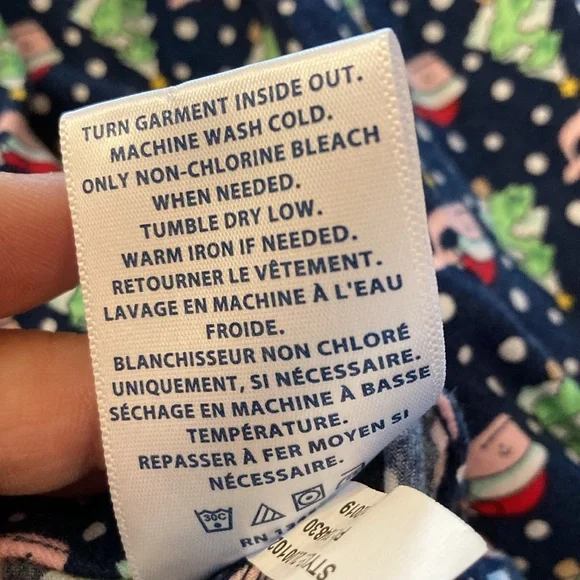 TURN GARMENT INSIDE OUT.
MACHINE WASH COLD.
ONLY NON-CHLORINE BLEACH
WHEN NEEDED.
TUMBLE DRY LOW.
WARM IRON IF NEEDED.
RETOURNER LE VÊTEMENT.
LAVAGE EN MACHINE À L'EAU
FROIDE.
BLANCHISSEUR NON CHLORÉ
UNIQUEMENT, SI NÉCESSAIRE.
SÉCHAGE EN MACHINE À BASSE
TEMPÉRATURE.
REPASSER À FER MOYEN SI
NÉCESSAIRE.
30C
RN